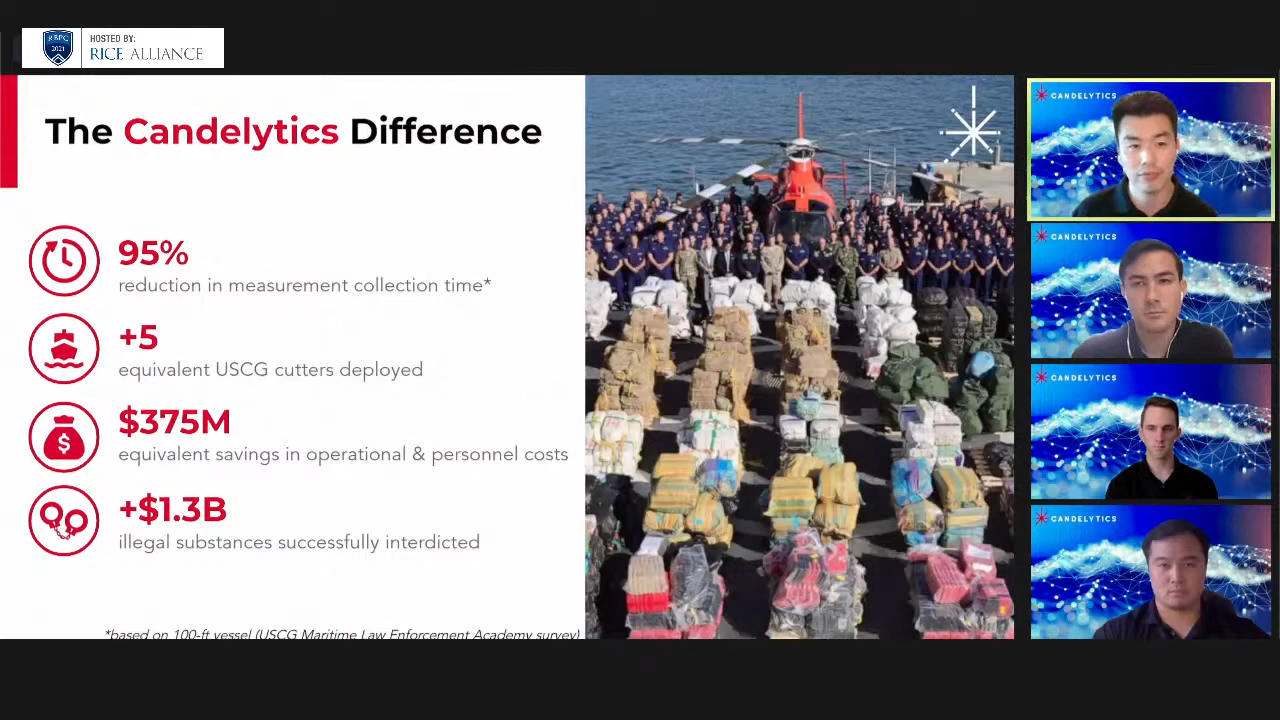 RBPC
2021
HOSTED BY:
RICE ALLIANCE
The Candelytics Difference
95%
reduction in measurement collection time*
+5
equivalent USCG cutters deployed
$375M
equivalent savings in operational & personnel costs
$
+$1.3B
illegal substances successfully interdicted
*based on 100-ft vessel (USCG Maritime Law Enforcement Academy survey)
CANDELYTICS
CANDELYTICS
CANDELYTICS
CANDELYTICS